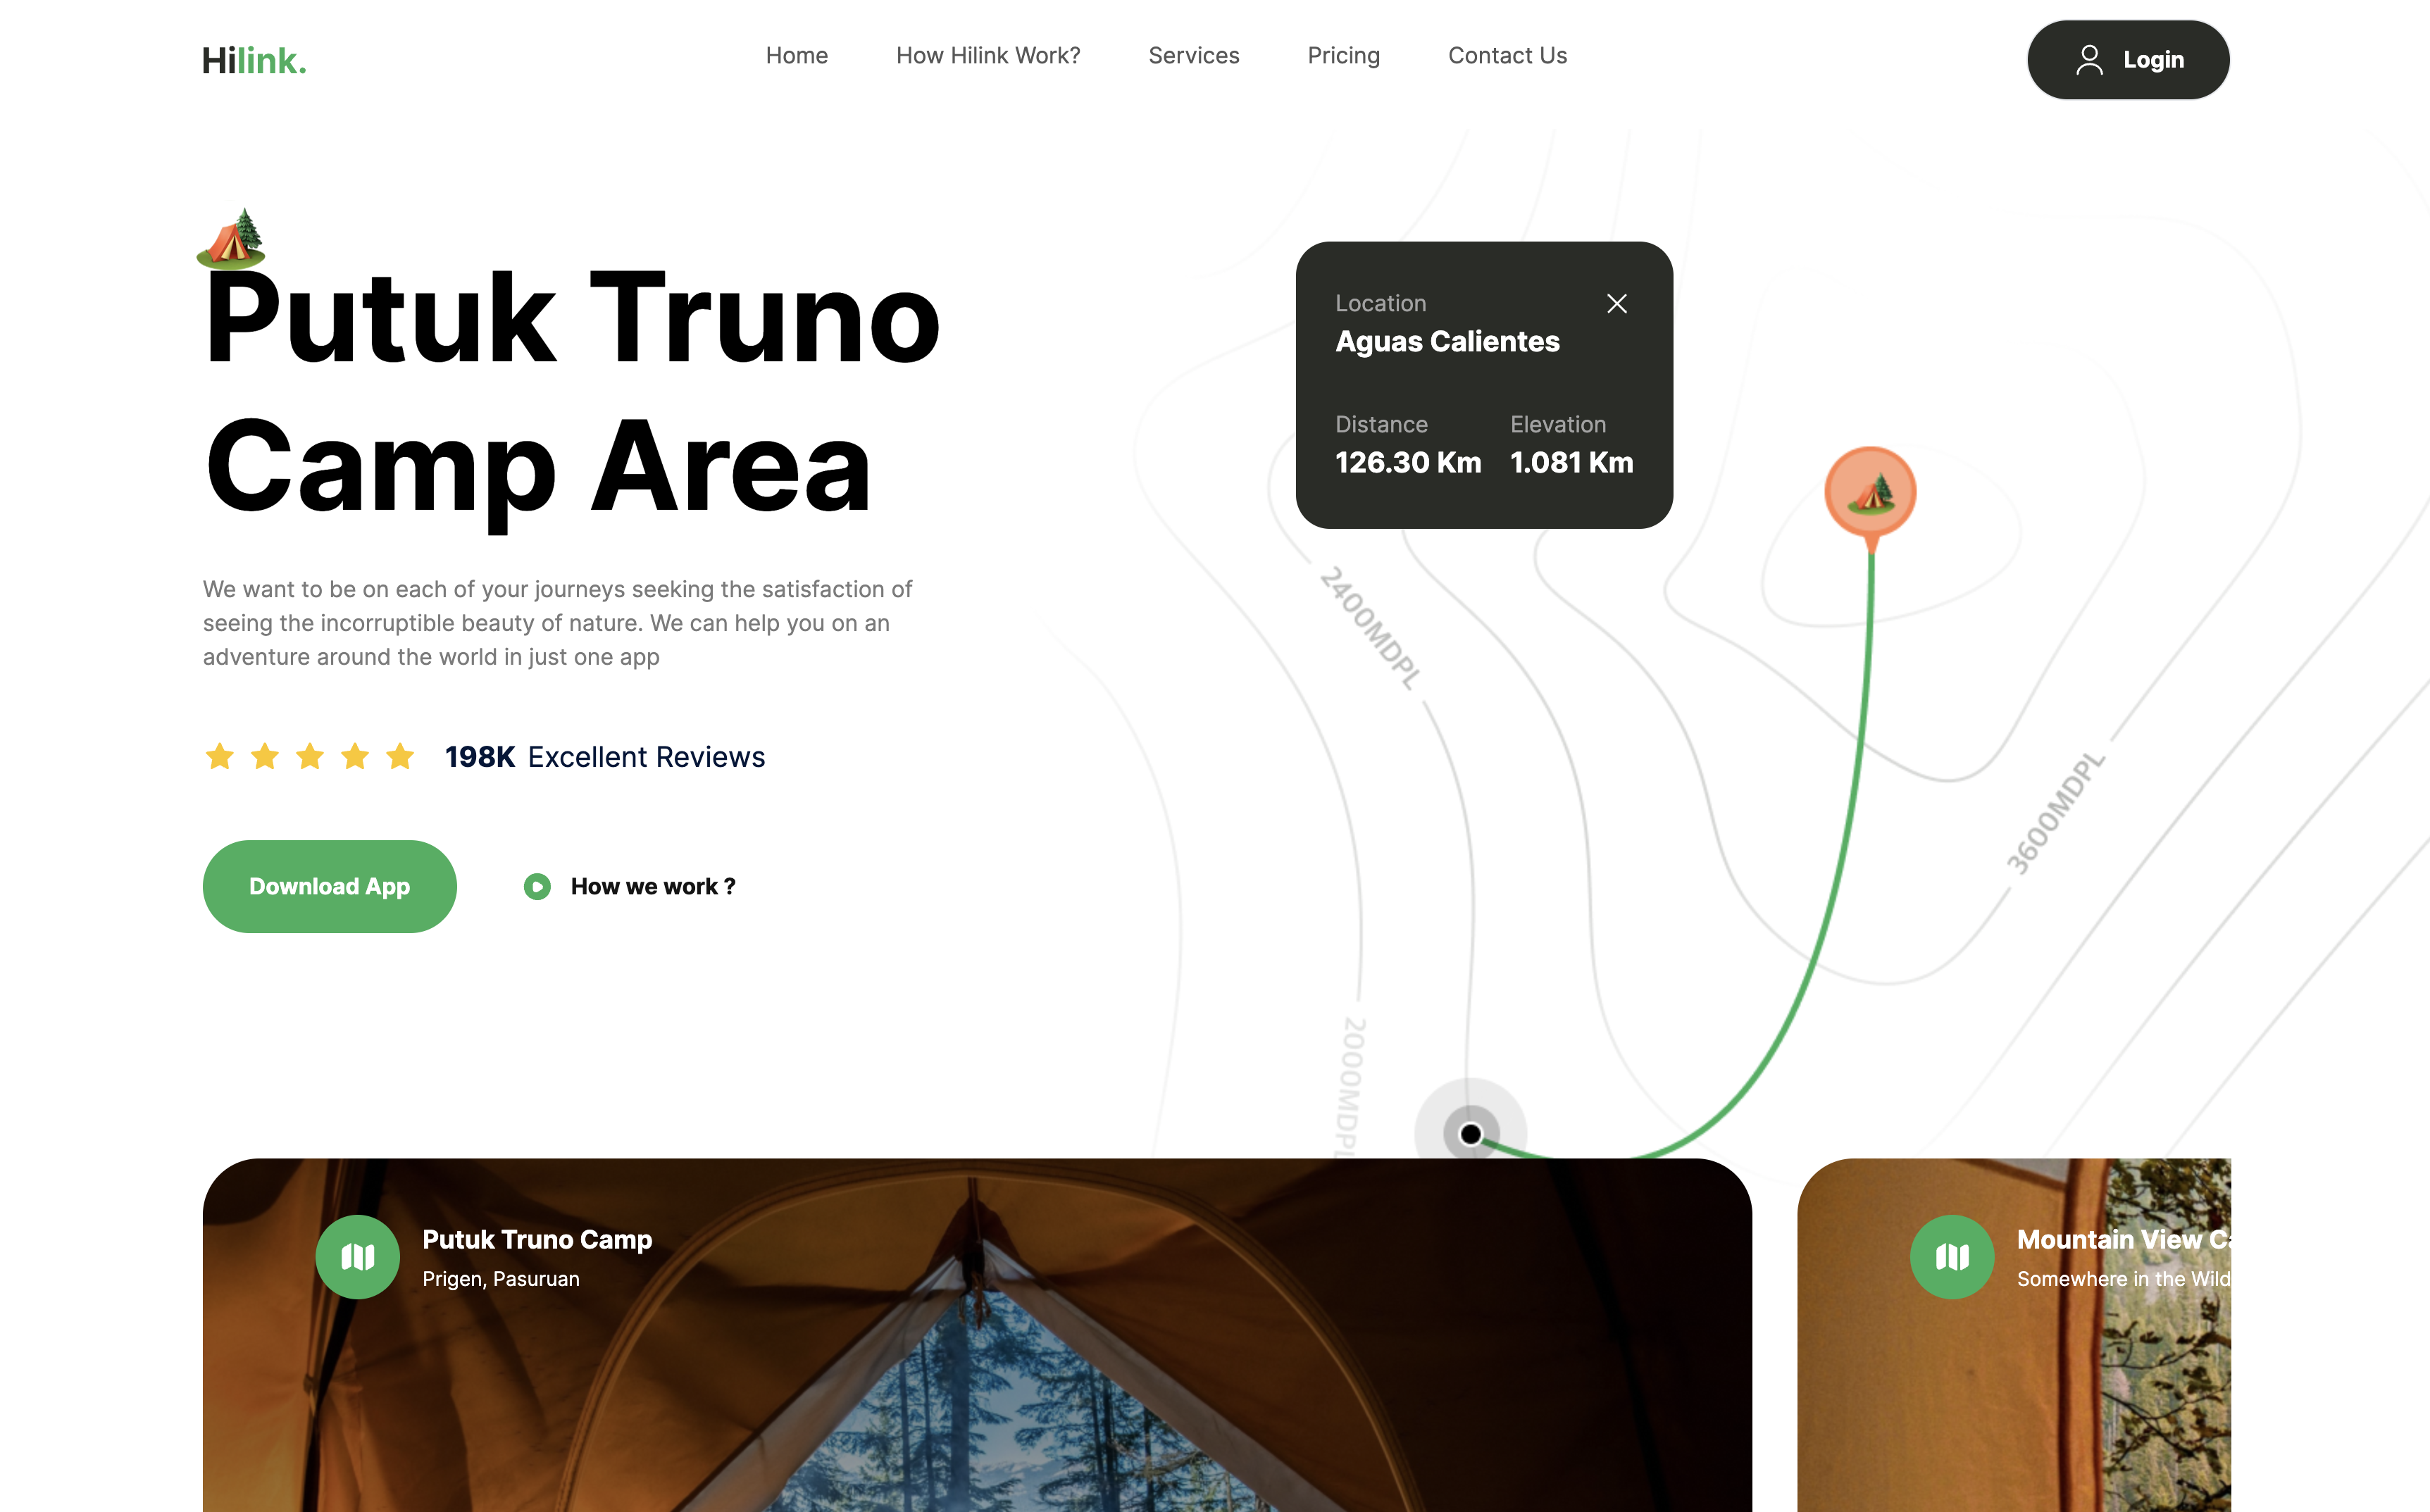 Hilink.
Home
How Hilink Work?
Services
Pricing
Contact Us
Login
Putuk Truno
Camp Area
We want to be on each of your journeys seeking the satisfaction of
seeing the incorruptible beauty of nature. We can help you on an
adventure around the world in just one app
198K Excellent Reviews
Download App
How we work ?
Location
Aguas Calientes
Distance
126.30 Km
Elevation
1.081 Km
2400MDPL
3600MDPL
2000MDPL
Putuk Truno Camp
Prigen, Pasuruan
Mountain View
Somewhere in the Wild